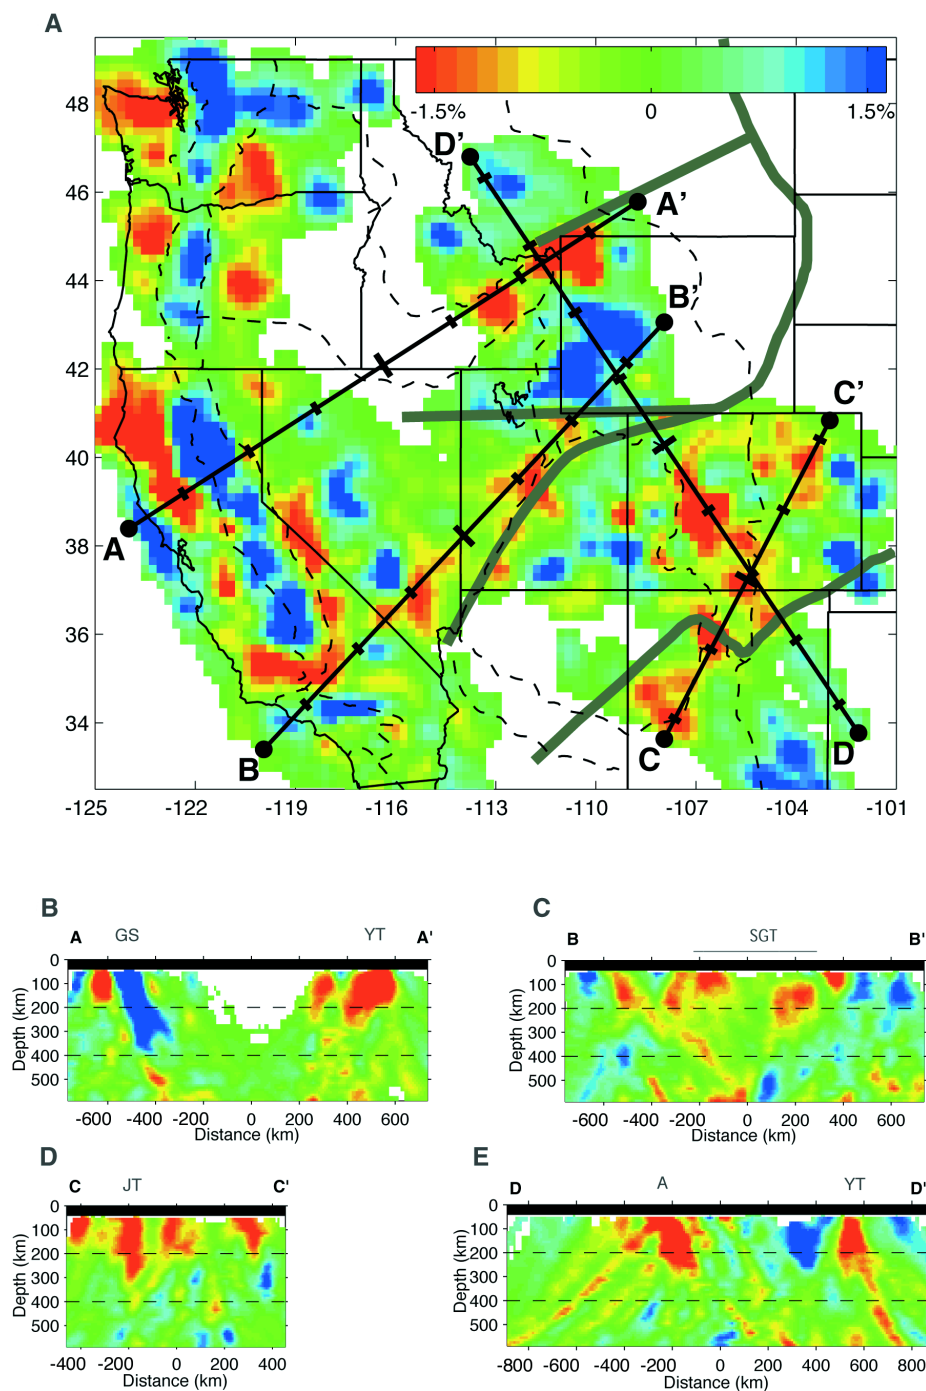 A
-1.5% 0 1.5%
48
46
44
42
40
38
36
34
D'
A'
B'
C'
A
B
C
D
-125 -122 -119 -116 -113 -110 -107 -104 -101
B
A GS YT A'
0
100
200
300
400
500
Depth (km)
-600 -400 -200 0 200 400 600
Distance (km)
C
B SGT B'
0
100
200
300
400
500
Depth (km)
-600 -400 -200 0 200 400 600
Distance (km)
D
C JT C'
0
100
200
300
400
500
Depth (km)
-400 -200 0 200 400
Distance (km)
E
D A YT D'
0
100
200
300
400
500
Depth (km)
-800 -600 -400 -200 0 200 400 600 800
Distance (km)